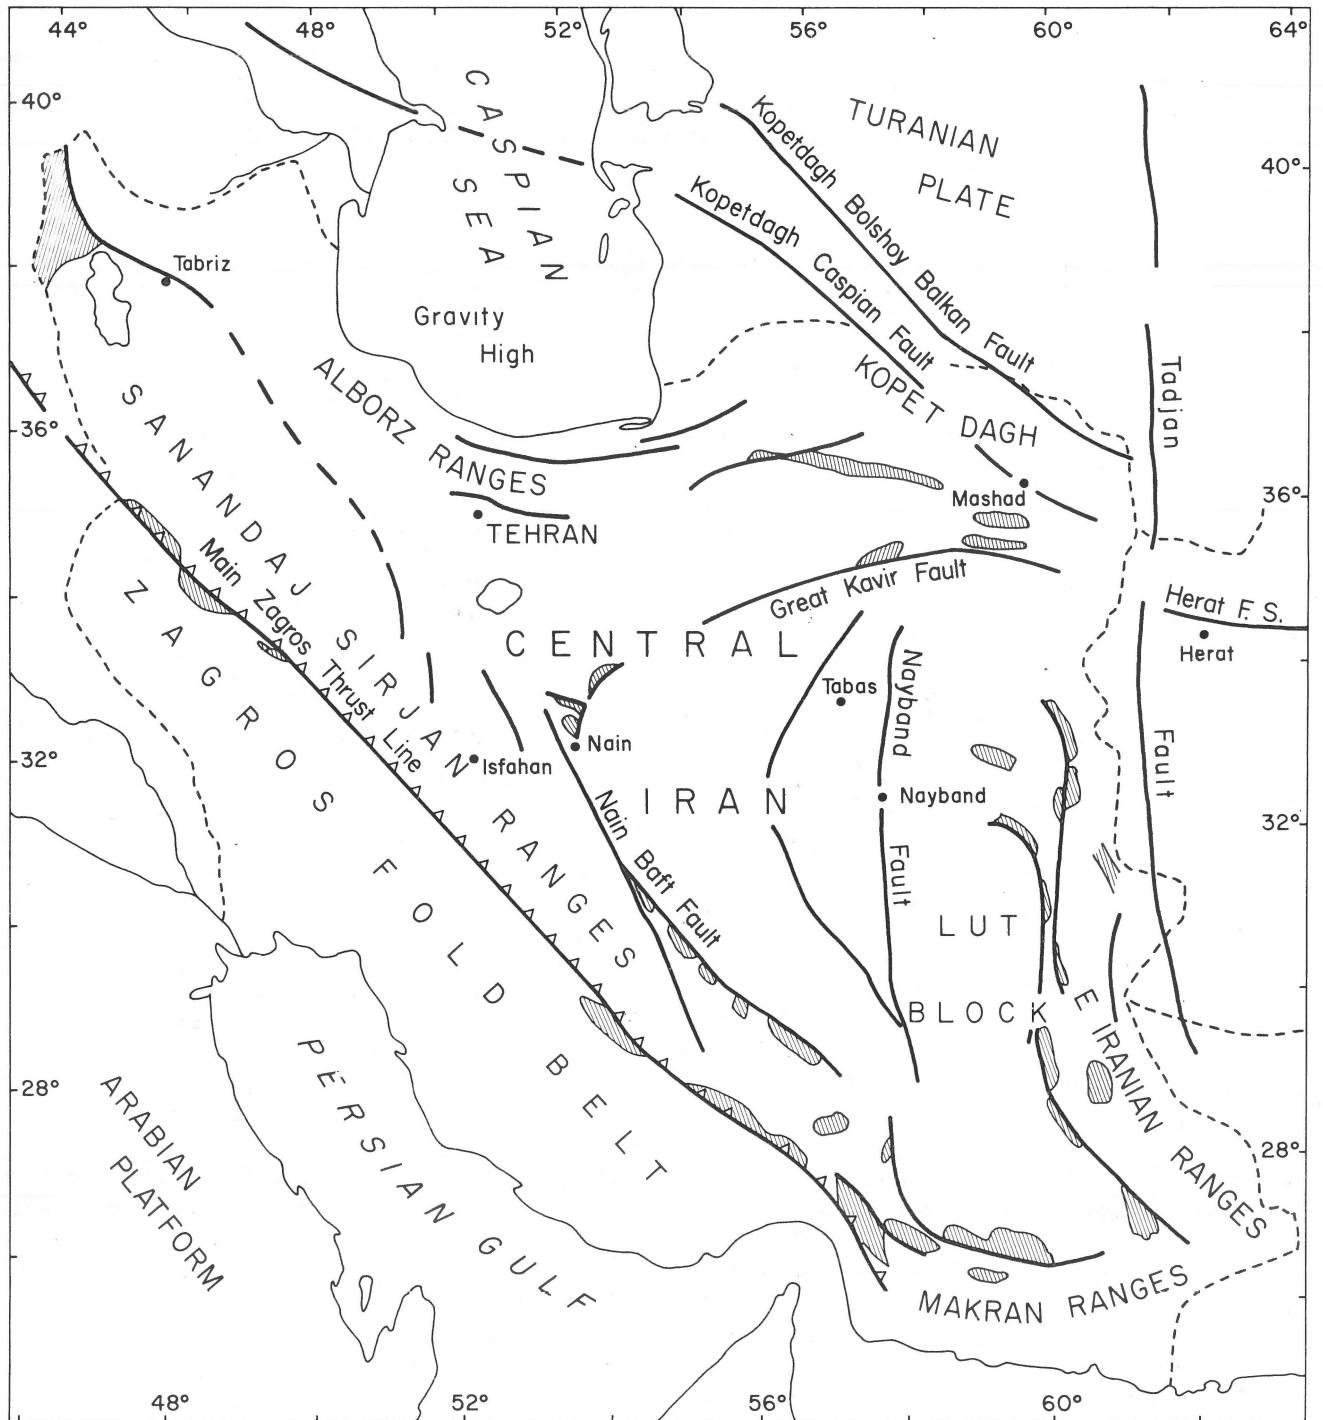 44° 48° 52° 56° 60° 64°
40°
40°
CASPIAN
SEA
TURANIAN
PLATE
Kopetdagh Bolshoy Balkan Fault
Kopetdagh Caspian Fault
Tabriz
Gravity
High
KOPET DAGH
Tadjan
Fault
ALBORZ
RANGES
36°
36°
Mashad
TEHRAN
SANANDAJ SIRJAN RANGES
Main Zagros Thrust Line
ZAGROS FOLD BELT
Great Kavir Fault
Herat F. S.
Herat
CENTRAL
IRAN
Tabas
Nayband
Fault
Nayband
Nain
Isfahan
Nain Baft Fault
32°
32°
LUT
BLOCK
E IRANIAN RANGES
28°
28°
PERSIAN GULF
ARABIAN
PLATFORM
MAKRAN RANGES
48° 52° 56° 60°